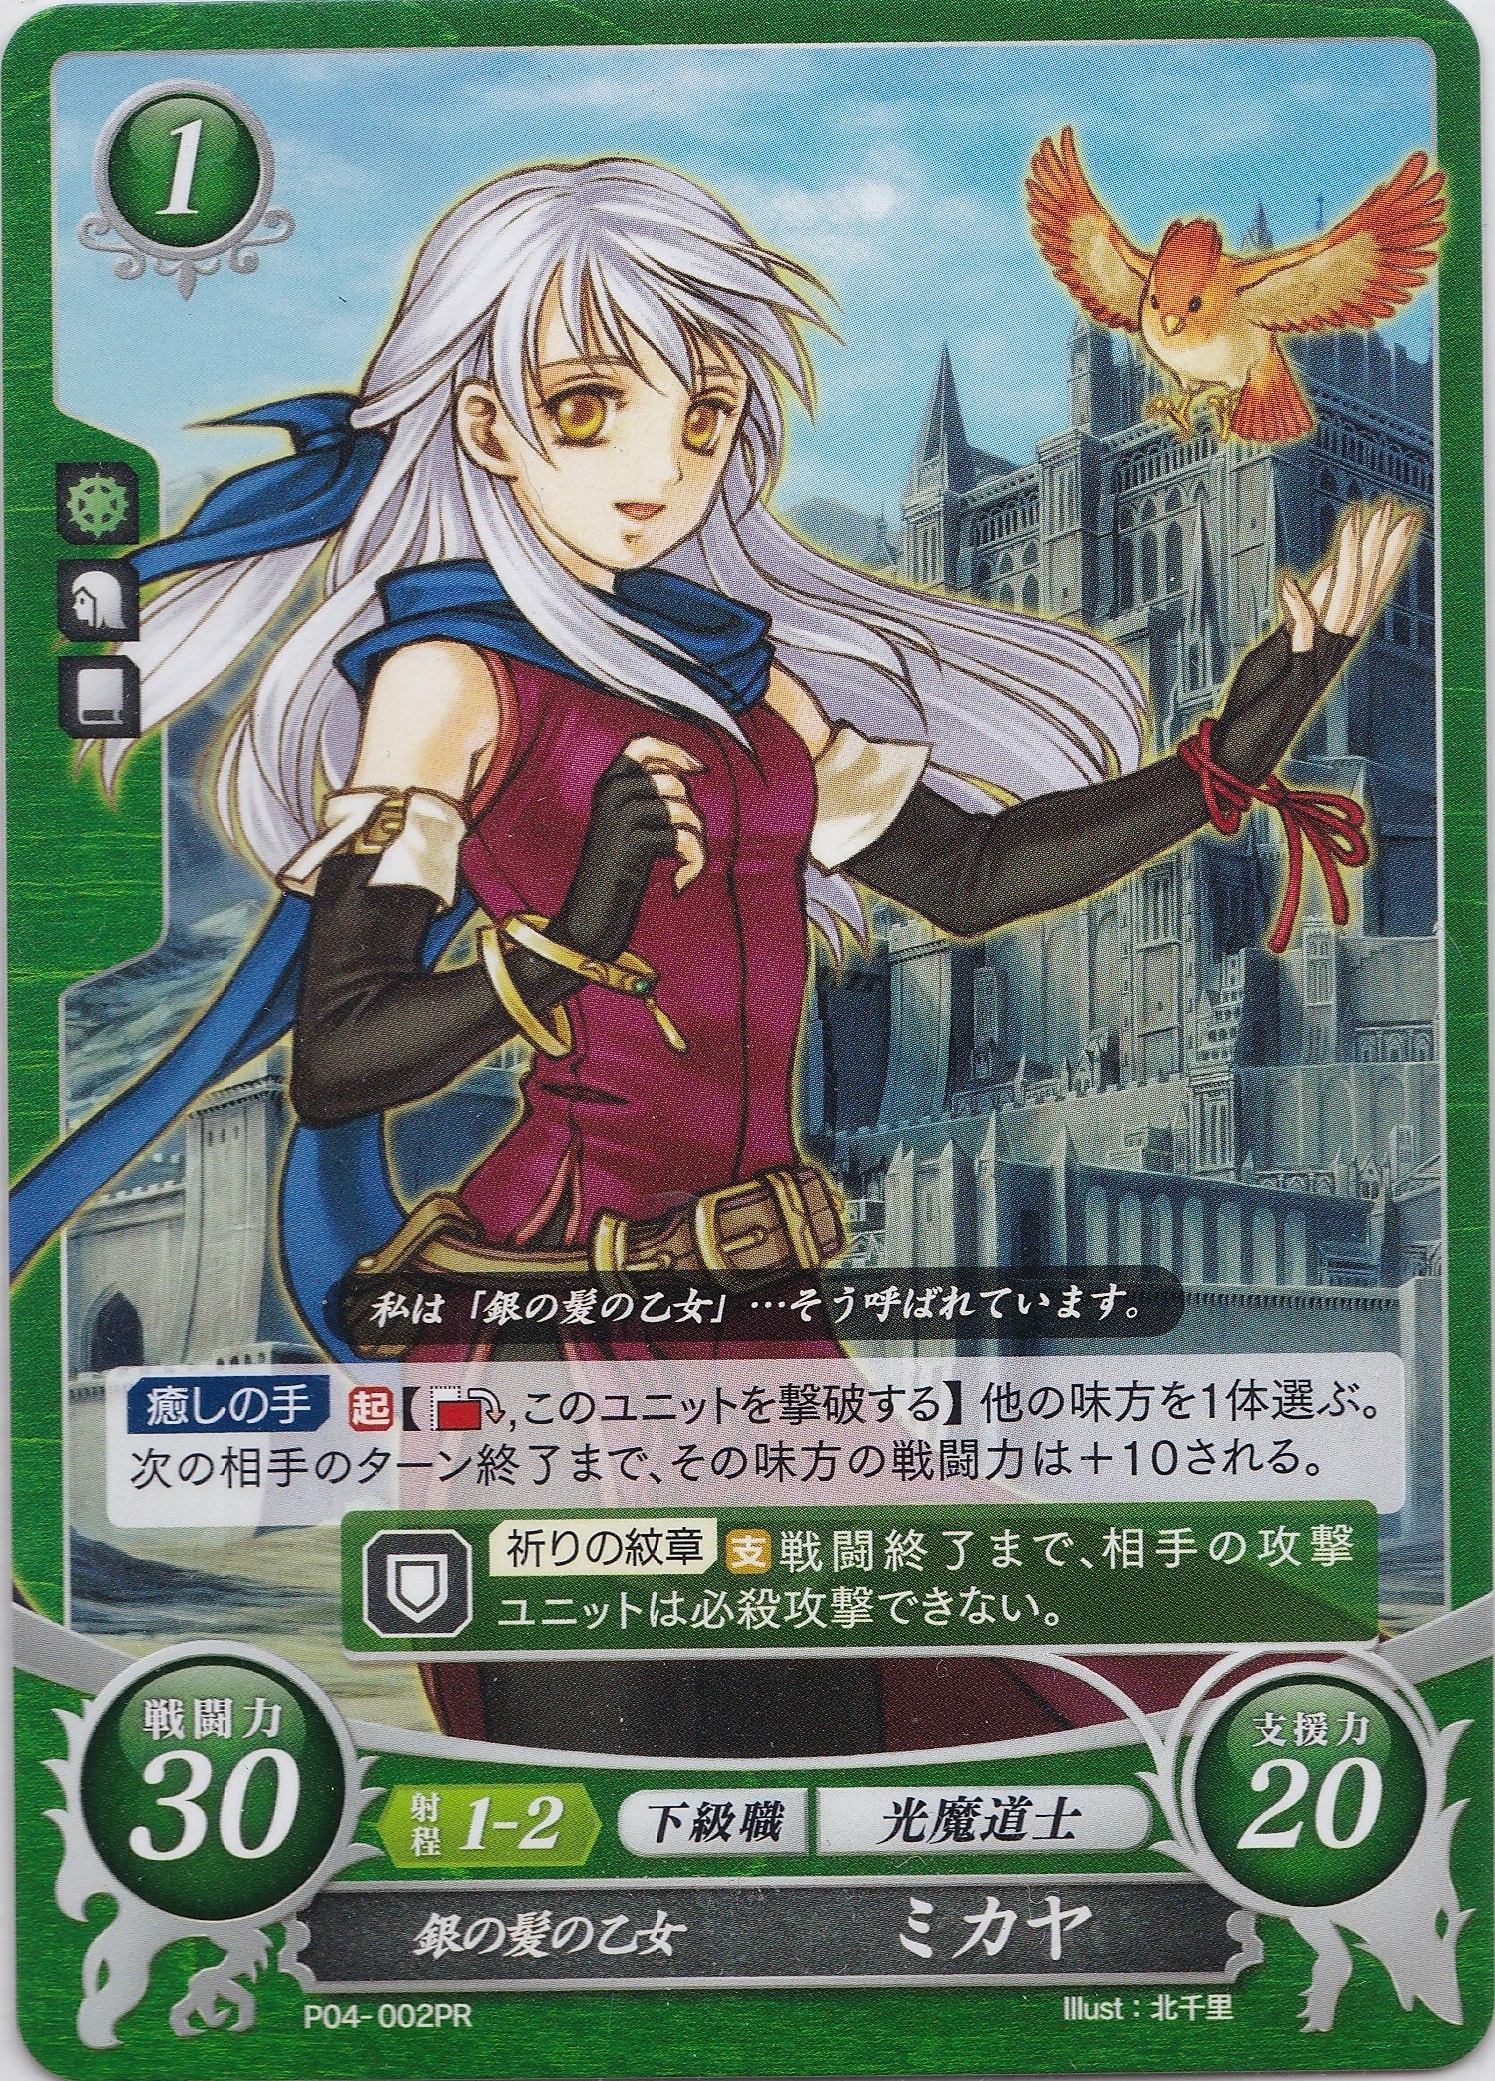 1
私は「銀の髪の乙女」…そう呼ばれています。
癒しの手 起【 ,このユニットを撃破する】他の味方を1体選ぶ。
次の相手のターン終了まで、その味方の戦闘力は＋10される。
祈りの紋章 支 戦闘終了まで、相手の攻撃
ユニットは必殺攻撃できない。
戦闘力
30
射程 1-2
下級職
光魔道士
支援力
20
銀の髪の乙女 ミカヤ
P04-002PR
Illust：北千里